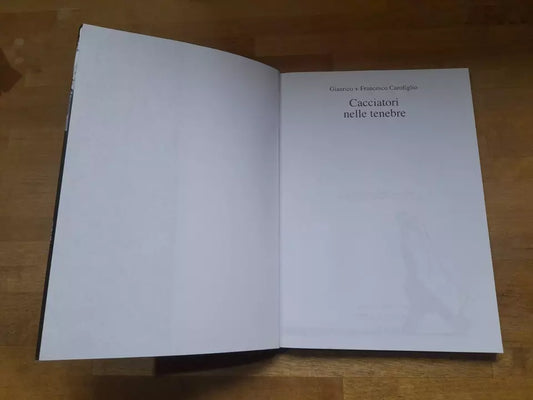 Gianrico e Francesco Carofiglio
Cacciatori
nelle tenebre